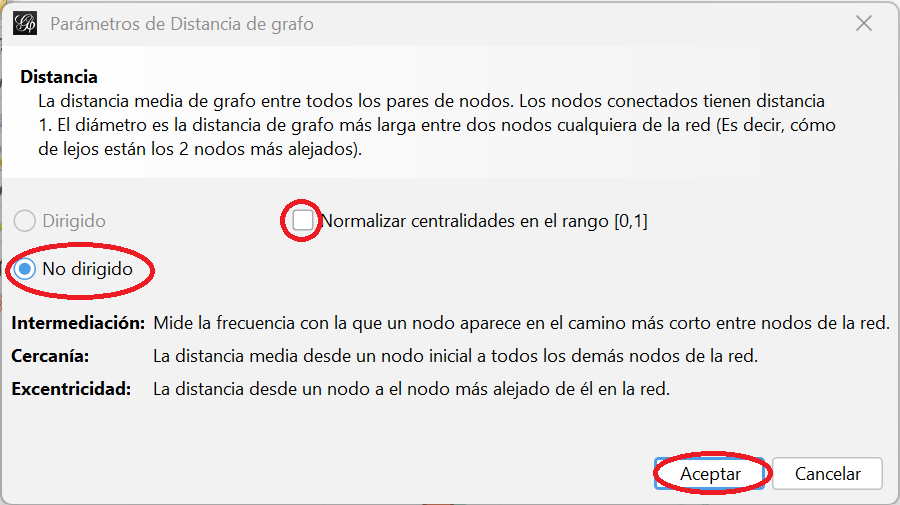 Parámetros de Distancia de grafo
Distancia
La distancia media de grafo entre todos los pares de nodos. Los nodos conectados tienen distancia
1. El diámetro es la distancia de grafo más larga entre dos nodos cualquiera de la red (Es decir, cómo
de lejos están los 2 nodos más alejados).
Dirigido
Normalizar centralidades en el rango [0,1]
No dirigido
Intermediación: Mide la frecuencia con la que un nodo aparece en el camino más corto entre nodos de la red.
Cercanía: La distancia media desde un nodo inicial a todos los demás nodos de la red.
Excentricidad: La distancia desde un nodo a el nodo más alejado de él en la red.
Aceptar Cancelar